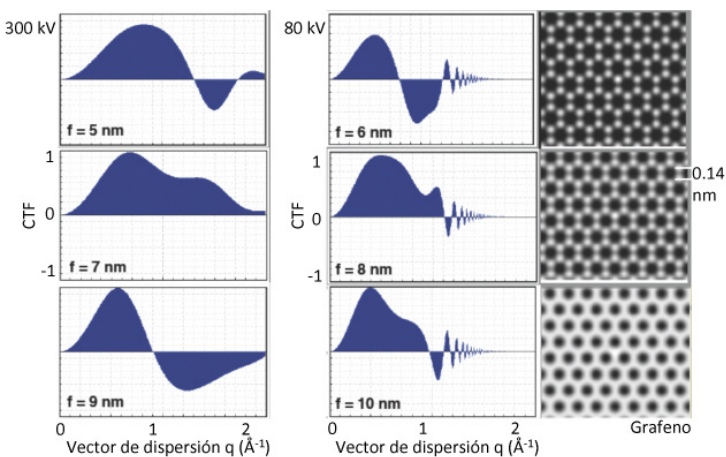 300 kV
80 kV
f = 5 nm
f = 6 nm
1
0
-1
CTF
f = 7 nm
1
0
-1
CTF
f = 8 nm
0.14
nm
f = 9 nm
f = 10 nm
0 1 2
Vector de dispersión q (Å⁻¹)
0 1 2
Vector de dispersión q (Å⁻¹)
Grafeno